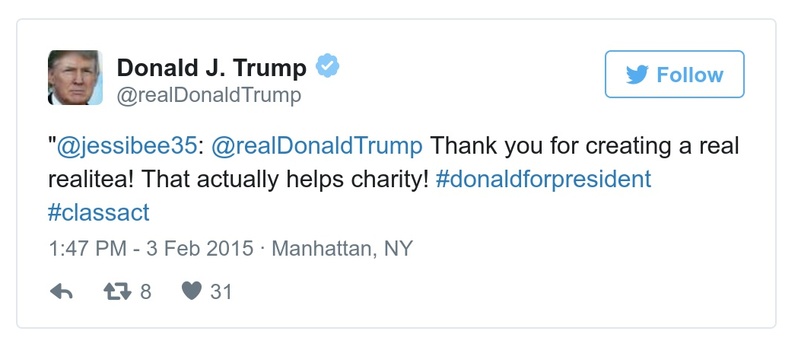 Donald J. Trump
@realDonaldTrump
Follow
"@jessibee35: @realDonaldTrump Thank you for creating a real
realitea! That actually helps charity! #donaldforpresident
#classact
1:47 PM - 3 Feb 2015 · Manhattan, NY
8 31